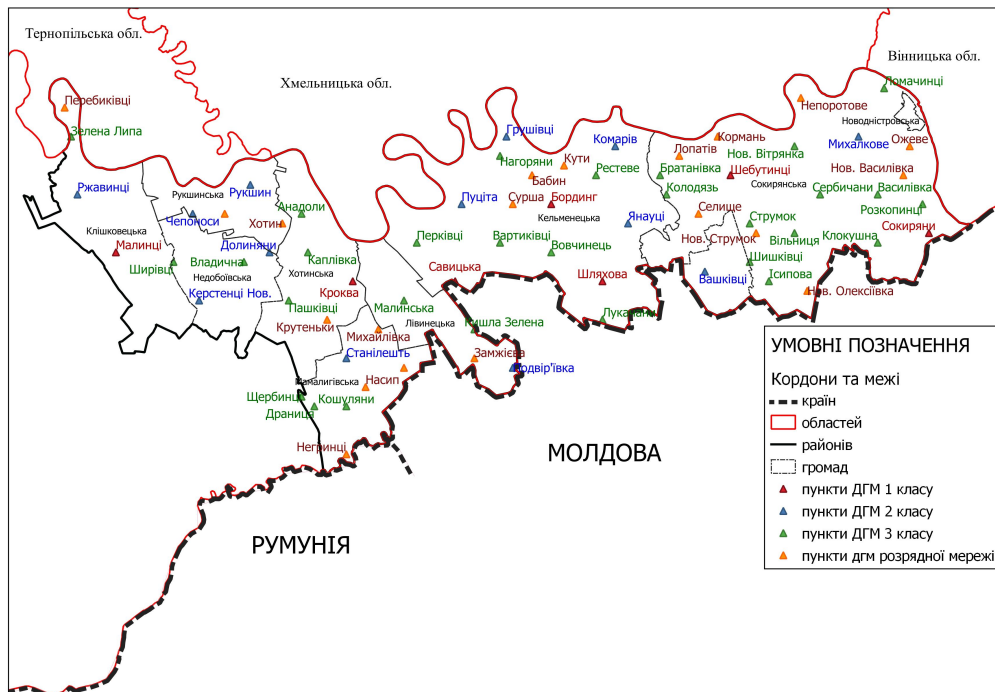 Тернопільська обл.
Хмельницька обл.
Вінницька обл.
Перебиківці
Зелена Липа
Ломачинці
Непоротове
Новодністровська
Грушівці
Комарів
Кормань
Михалкове
Ожеве
Нагоряни
Кути
Лопатів
Нов. Вітрянка
Бабин
Рестеве
Братанівка
Шебутинці
Нов. Василівка
Ржавинці
Рукшинська
Рукшин
Колодязь
Сокирянська
Сербичани
Василівка
Пуціта
Сурша
Бординг
Розкопинці
Чепоноси
Хотин
Анадоли
Кельменецька
Янауці
Селище
Струмок
Клішковецька
Малинці
Долиняни
Перківці
Вартиківці
Вовчинець
Нов. Струмок
Вільниця
Клокушна
Сокиряни
Ширівці
Владична
Каплівка
Шишківці
Недобоївська
Хотинська
Савицька
Шляхова
Вашківці
Ісипова
Керстенці Нов.
Кроква
Нов. Олексіївка
Пашківці
Малинська
Лукачани
Крутеньки
Михайлівка
Лівинецька
Кишла Зелена
Станілешть
Замжієва
Подвір'ївка
Мамалигівська
Насип
Щербинці
Кошуляни
Драниця
Негринці
МОЛДОВА
РУМУНІЯ
УМОВНІ ПОЗНАЧЕННЯ
Кордони та межі
країн
областей
районів
громад
пункти ДГМ 1 класу
пункти ДГМ 2 класу
пункти ДГМ 3 класу
пункти дгм розрядної мережі